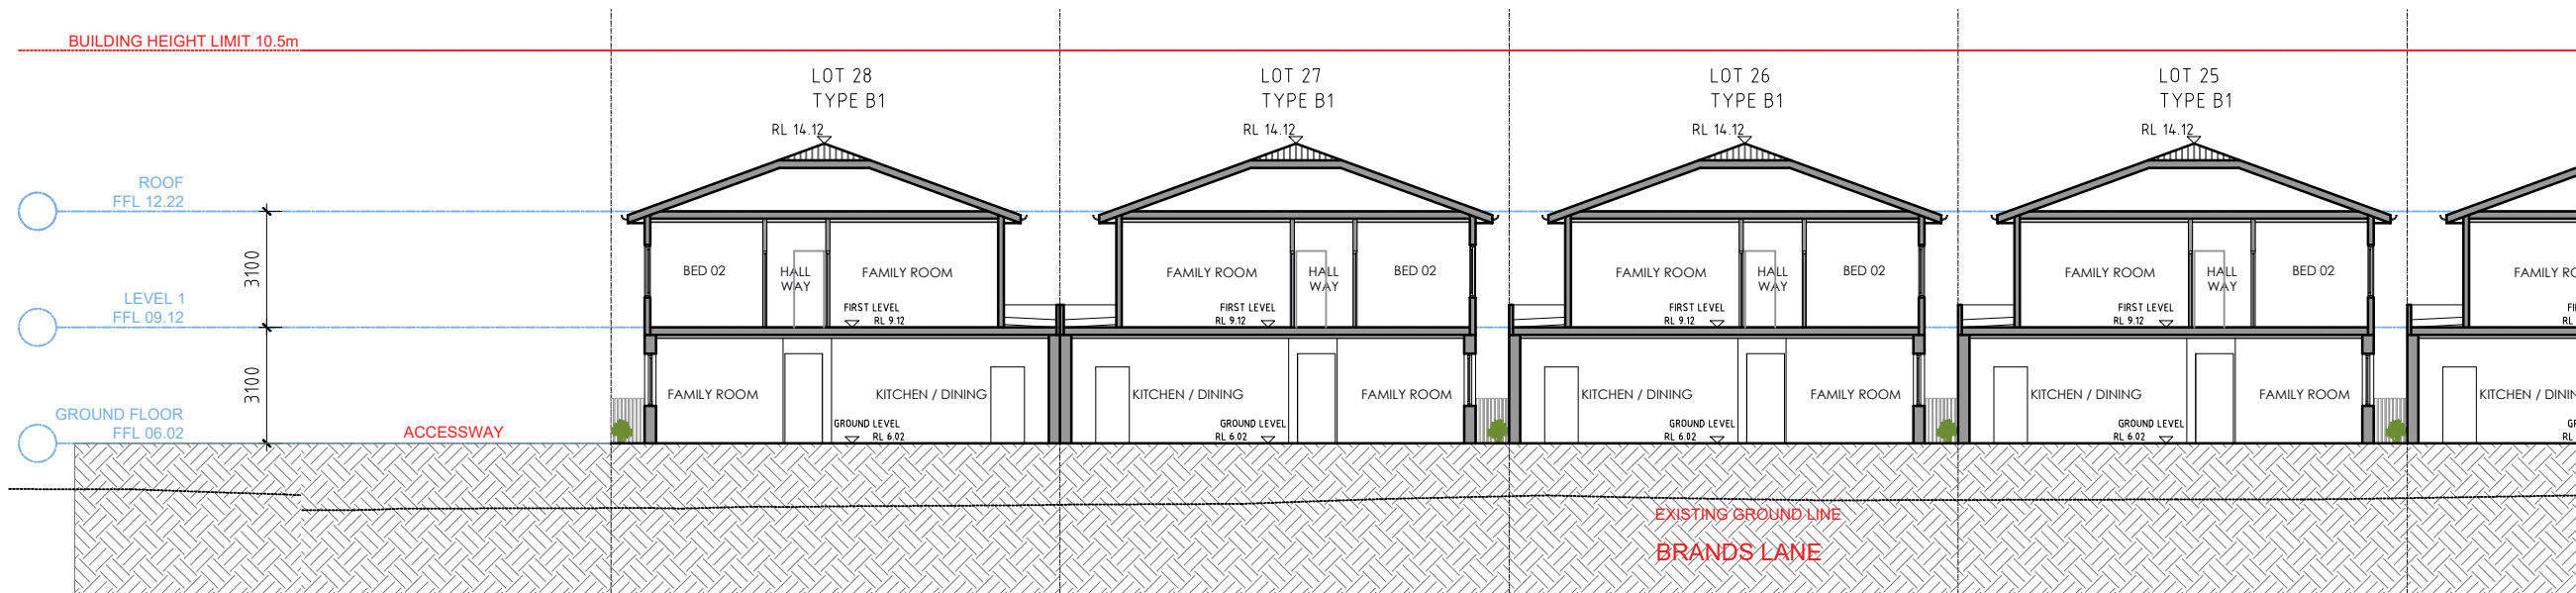 BUILDING HEIGHT LIMIT 10.5m
LOT 28
TYPE B1
RL 14.12
LOT 27
TYPE B1
RL 14.12
LOT 26
TYPE B1
RL 14.12
LOT 25
TYPE B1
RL 14.12
ROOF
FFL 12.22
3100
LEVEL 1
FFL 09.12
3100
GROUND FLOOR
FFL 06.02
ACCESSWAY
BED 02
HALL
WAY
FAMILY ROOM
FIRST LEVEL
RL 9.12
FAMILY ROOM
KITCHEN / DINING
GROUND LEVEL
RL 6.02
FAMILY ROOM
HALL
WAY
BED 02
FIRST LEVEL
RL 9.12
KITCHEN / DINING
FAMILY ROOM
GROUND LEVEL
RL 6.02
FAMILY ROOM
HALL
WAY
BED 02
FIRST LEVEL
RL 9.12
KITCHEN / DINING
FAMILY ROOM
GROUND LEVEL
RL 6.02
FAMILY ROOM
HALL
WAY
BED 02
FIRST LEVEL
RL 9.12
KITCHEN / DINING
FAMILY ROOM
GROUND LEVEL
RL 6.02
FAMILY
RL
KITCHEN /
RL
EXISTING GROUND LINE
BRANDS LANE